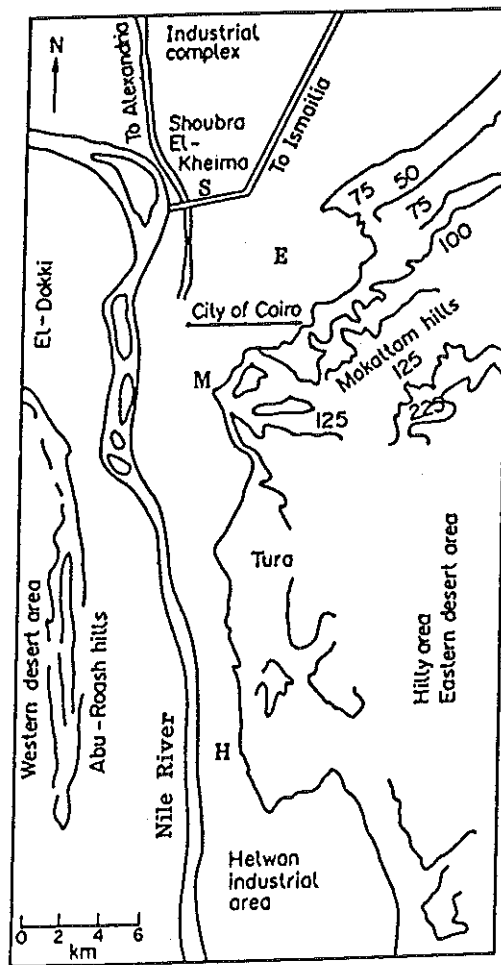 N
To Alexandria
Industrial
complex
Shoubra
El-
Kheima
To Ismailia
S
75
50
75
100
E
El-Dokki
City of Cairo
Mokattam hills
M
125
225
125
Tura
Western desert area
Abu-Roash hills
Hilly area
Eastern desert area
Nile River
H
Helwan
industrial
area
0 2 4 6
km